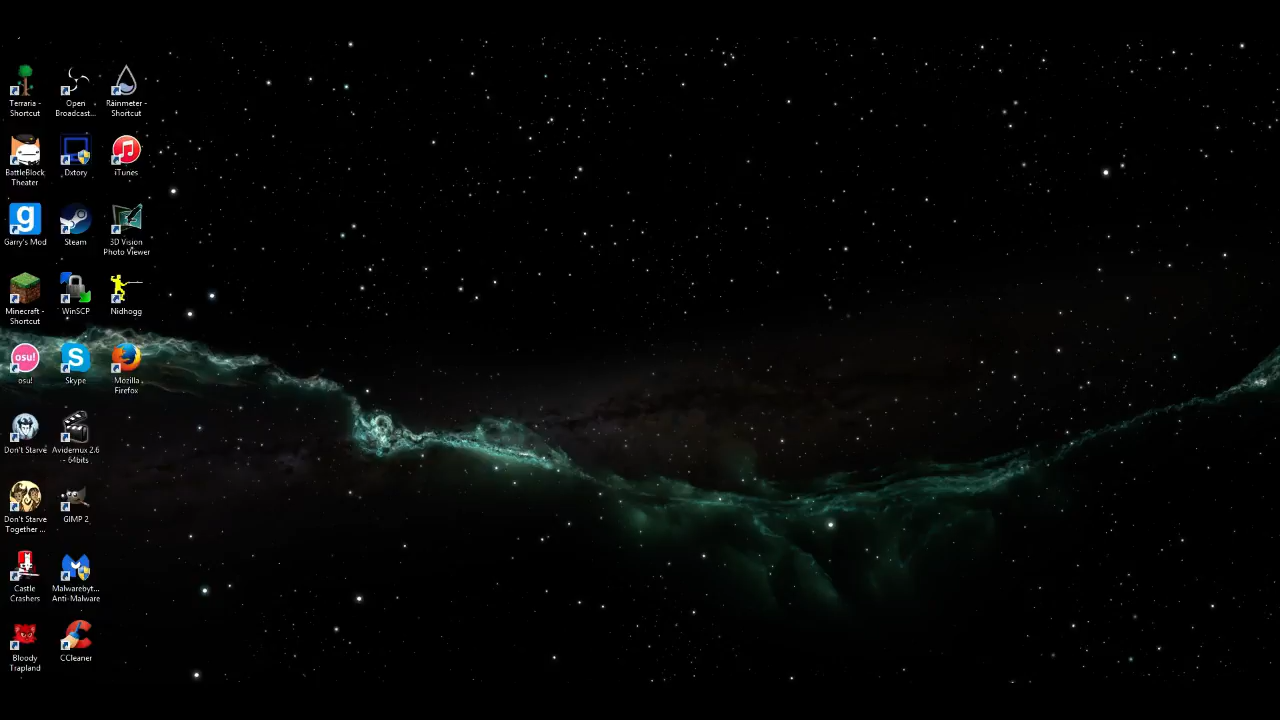 Terraria -
Shortcut
Open
Broadcast...
Rainmeter -
Shortcut
BattleBlock
Theater
Dxtory
iTunes
g
Garry's Mod
Steam
3D Vision
Photo Viewer
Minecraft -
Shortcut
WinSCP
Nidhogg
osu!
osu!
S
Skype
Mozilla
Firefox
Don't Starve
Avidemux 2.6
- 64bits
Don't Starve
Together ...
GIMP 2
Castle
Crashers
Malwarebyt...
Anti-Malware
Bloody
Trapland
CCleaner